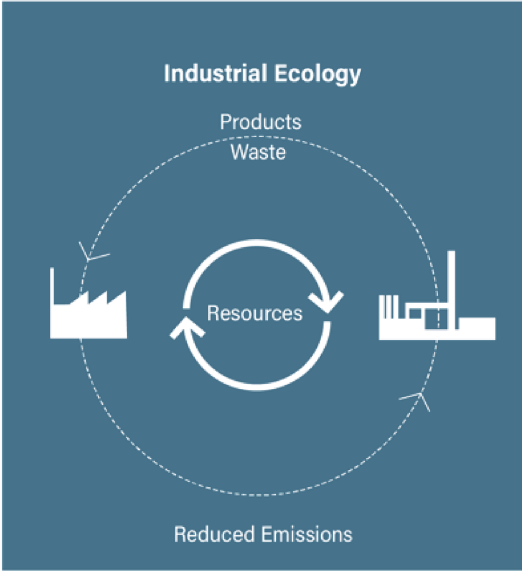 Industrial Ecology
Products
Waste
Resources
Reduced Emissions